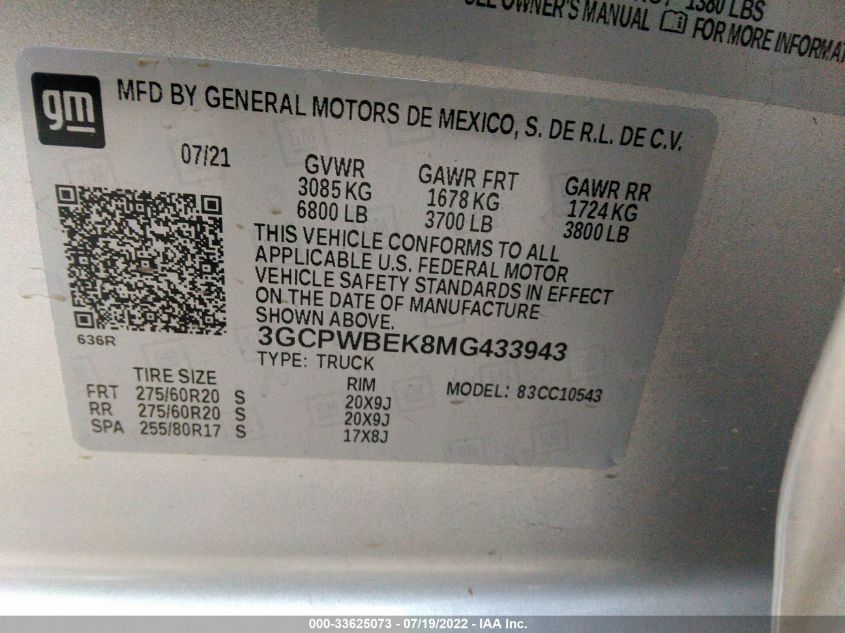 1380 LBS
SEE OWNER'S MANUAL FOR MORE INFORMAT
gm
MFD BY GENERAL MOTORS DE MEXICO, S. DE R.L. DE C.V.
07/21
GVWR GAWR FRT GAWR RR
3085 KG 1678 KG 1724 KG
6800 LB 3700 LB 3800 LB
THIS VEHICLE CONFORMS TO ALL
APPLICABLE U.S. FEDERAL MOTOR
VEHICLE SAFETY STANDARDS IN EFFECT
ON THE DATE OF MANUFACTURE
SHOWN ABOVE.
636R
3GCPWBEK8MG433943
TYPE: TRUCK
TIRE SIZE RIM MODEL: 83CC10543
FRT 275/60R20 S 20X9J
RR 275/60R20 S 20X9J
SPA 255/80R17 S 17X8J
000-33625073 - 07/19/2022 - IAA Inc.